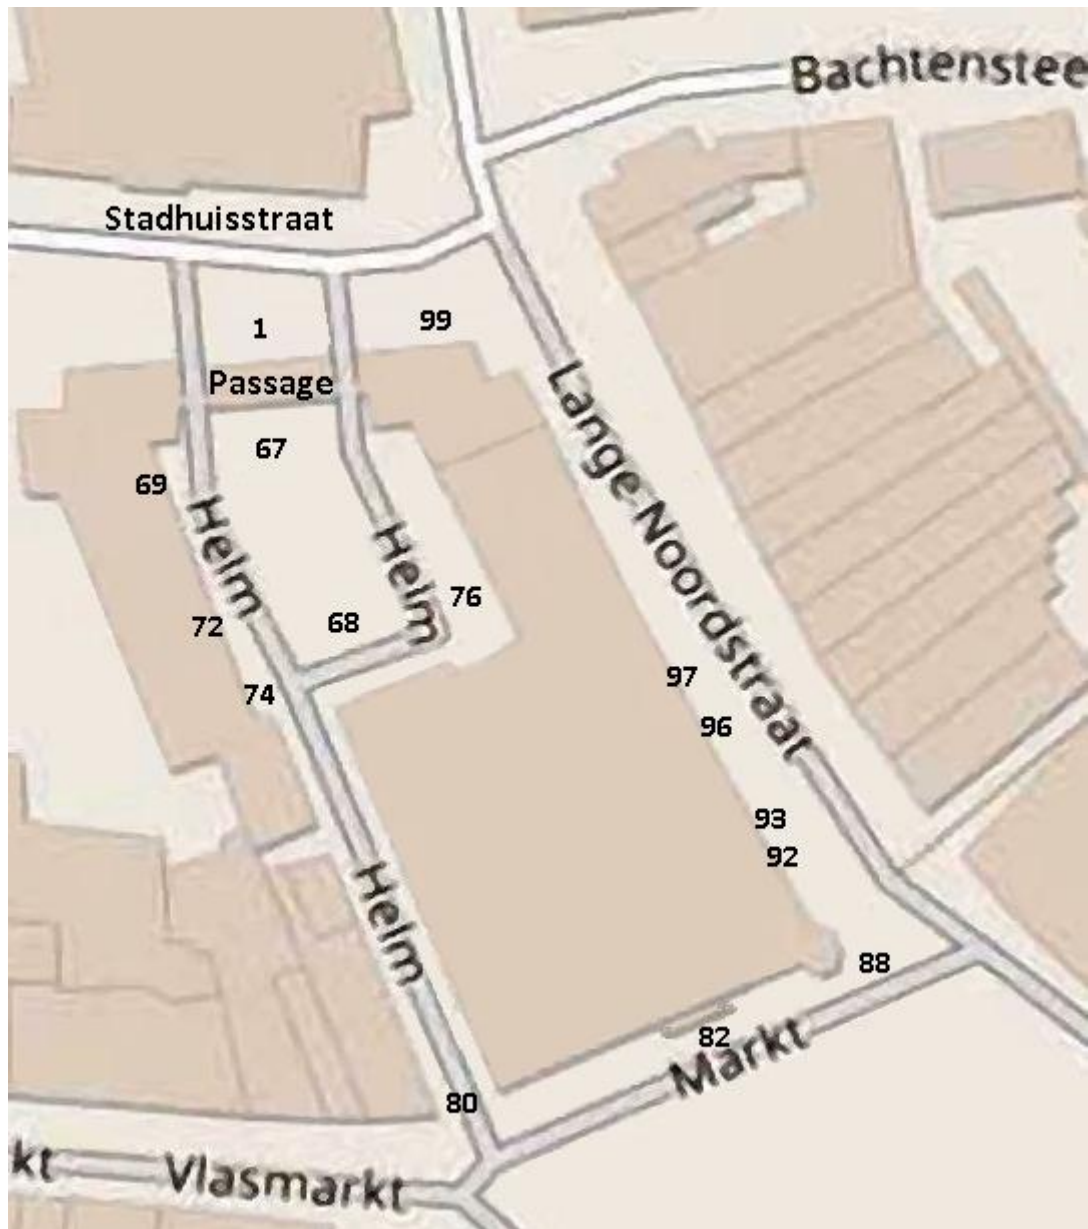 Bachtenstee
Stadhuisstraat
1
99
Passage
Lange Noordstraat
67
69
Helm
Helm
76
68
72
97
74
96
93
92
Helm
88
82
Markt
80
kt
Vlasmarkt